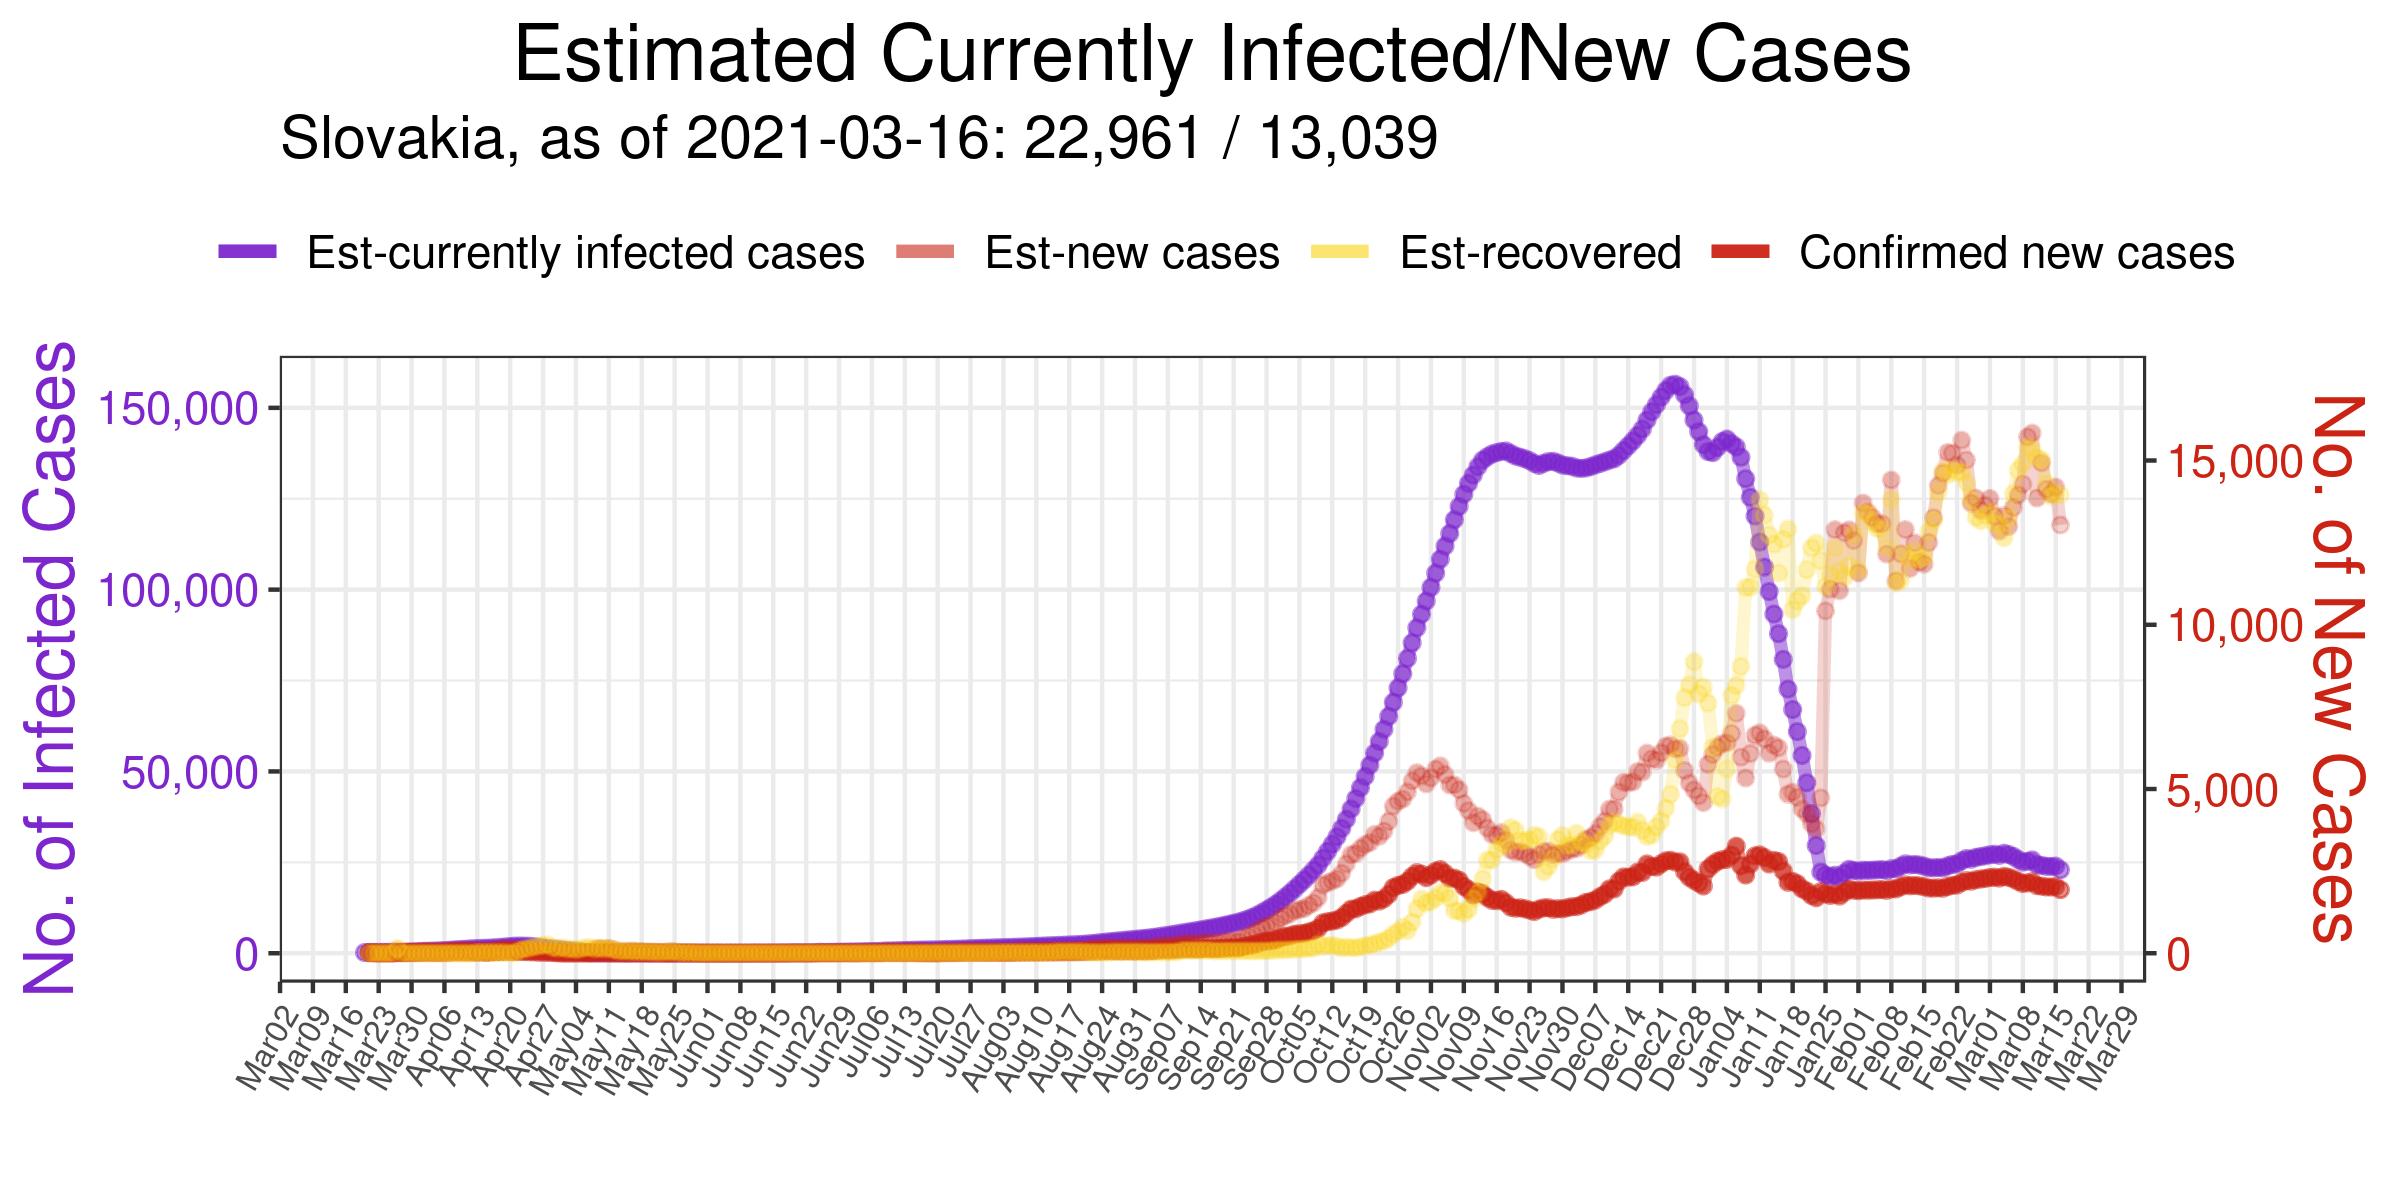 Estimated Currently Infected/New Cases
Slovakia, as of 2021-03-16: 22,961 / 13,039
Est-currently infected cases Est-new cases Est-recovered Confirmed new cases
No. of Infected Cases
150,000
100,000
50,000
0
15,000
10,000
5,000
0
No. of New Cases
Mar02 Mar09 Mar16 Mar23 Mar30 Apr06 Apr13 Apr20 Apr27 May04 May11 May18 May25 Jun01 Jun08 Jun15 Jun22 Jun29 Jul06 Jul13 Jul20 Jul27 Aug03 Aug10 Aug17 Aug24 Aug31 Sep07 Sep14 Sep21 Sep28 Oct05 Oct12 Oct19 Oct26 Nov02 Nov09 Nov16 Nov23 Nov30 Dec07 Dec14 Dec21 Dec28 Jan04 Jan11 Jan18 Jan25 Feb01 Feb08 Feb15 Feb22 Mar01 Mar08 Mar15 Mar22 Mar29